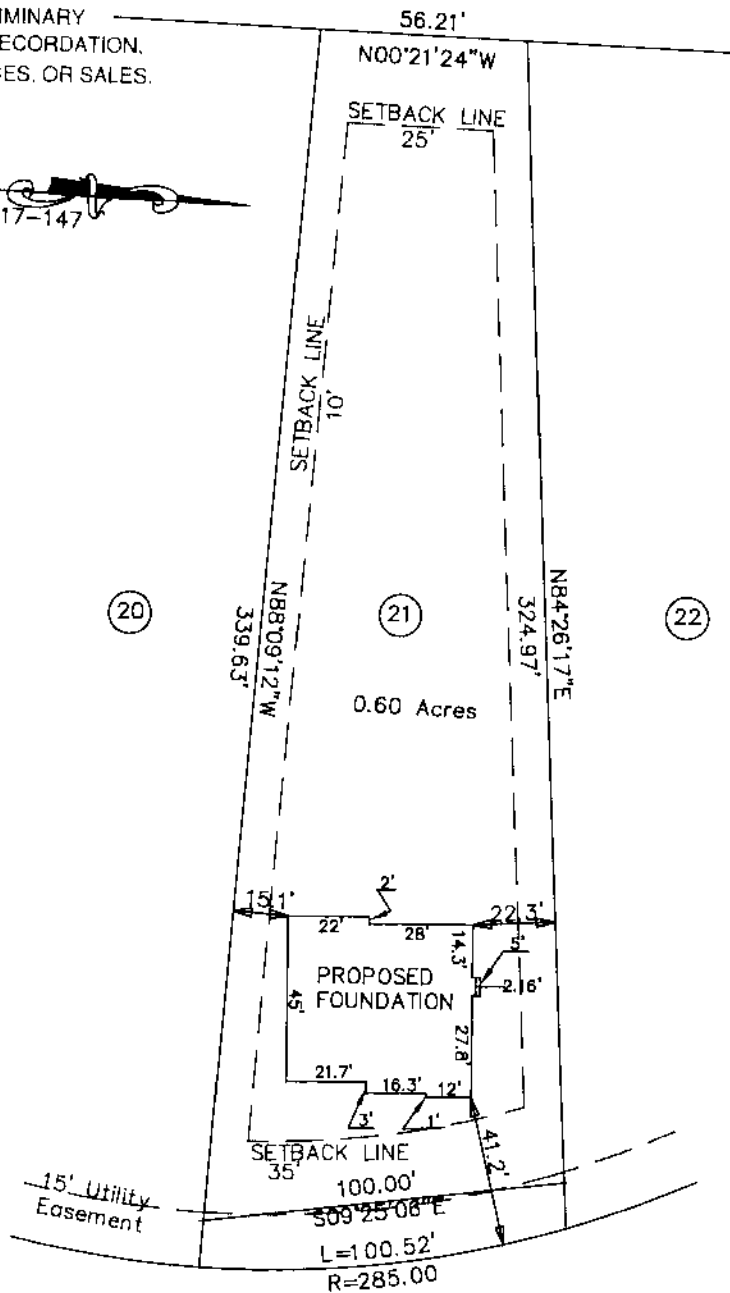 IMINARY
ECORDATION,
ES, OR SALES.
56.21'
N00°21'24"W
SETBACK LINE
25'
17-147
SETBACK LINE
10'
20
21
22
N88°09'12"W
339.63'
N84°26'17"E
324.97'
0.60 Acres
15.1'
2'
22'
28'
22.3'
14.3'
5'
2.16'
PROPOSED
FOUNDATION
45'
27.8'
21.7'
16.3'
12'
3'
1'
41.2'
SETBACK LINE
35'
15' Utility
Easement
100.00'
S09°25'06"E
L=100.52'
R=285.00